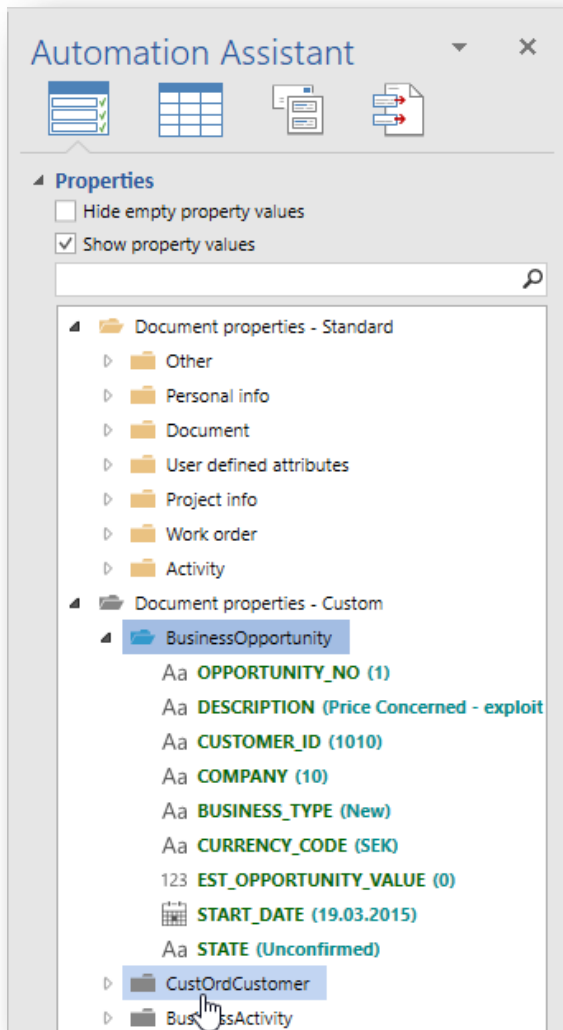 Automation Assistant
Properties
Hide empty property values
Show property values
Document properties - Standard
Other
Personal info
Document
User defined attributes
Project info
Work order
Activity
Document properties - Custom
BusinessOpportunity
Aa OPPORTUNITY_NO (1)
Aa DESCRIPTION (Price Concerned - exploit
Aa CUSTOMER_ID (1010)
Aa COMPANY (10)
Aa BUSINESS_TYPE (New)
Aa CURRENCY_CODE (SEK)
123 EST_OPPORTUNITY_VALUE (0)
START_DATE (19.03.2015)
Aa STATE (Unconfirmed)
CustOrdCustomer
BusinessActivity